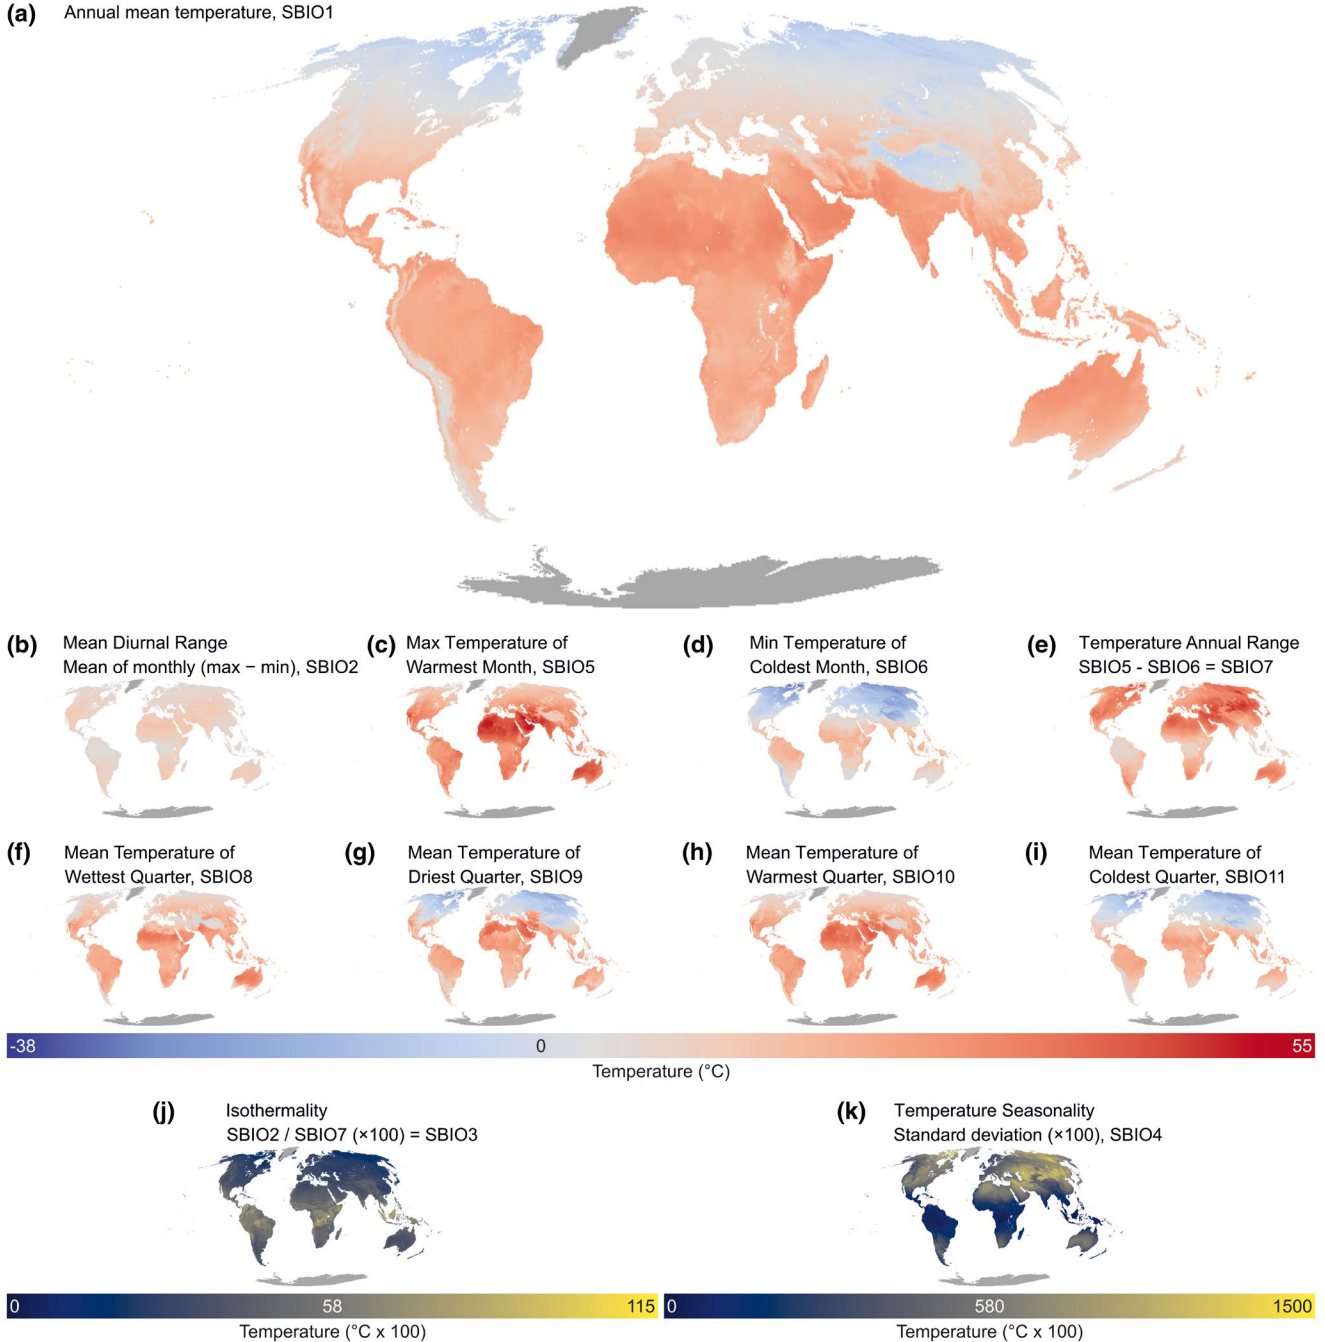 (a) Annual mean temperature, SBIO1
(b) Mean Diurnal Range
Mean of monthly (max − min), SBIO2
(c) Max Temperature of
Warmest Month, SBIO5
(d) Min Temperature of
Coldest Month, SBIO6
(e) Temperature Annual Range
SBIO5 - SBIO6 = SBIO7
(f) Mean Temperature of
Wettest Quarter, SBIO8
(g) Mean Temperature of
Driest Quarter, SBIO9
(h) Mean Temperature of
Warmest Quarter, SBIO10
(i) Mean Temperature of
Coldest Quarter, SBIO11
-38 0 55
Temperature (°C)
(j) Isothermality
SBIO2 / SBIO7 (×100) = SBIO3
(k) Temperature Seasonality
Standard deviation (×100), SBIO4
0 58 115
Temperature (°C x 100)
0 580 1500
Temperature (°C x 100)